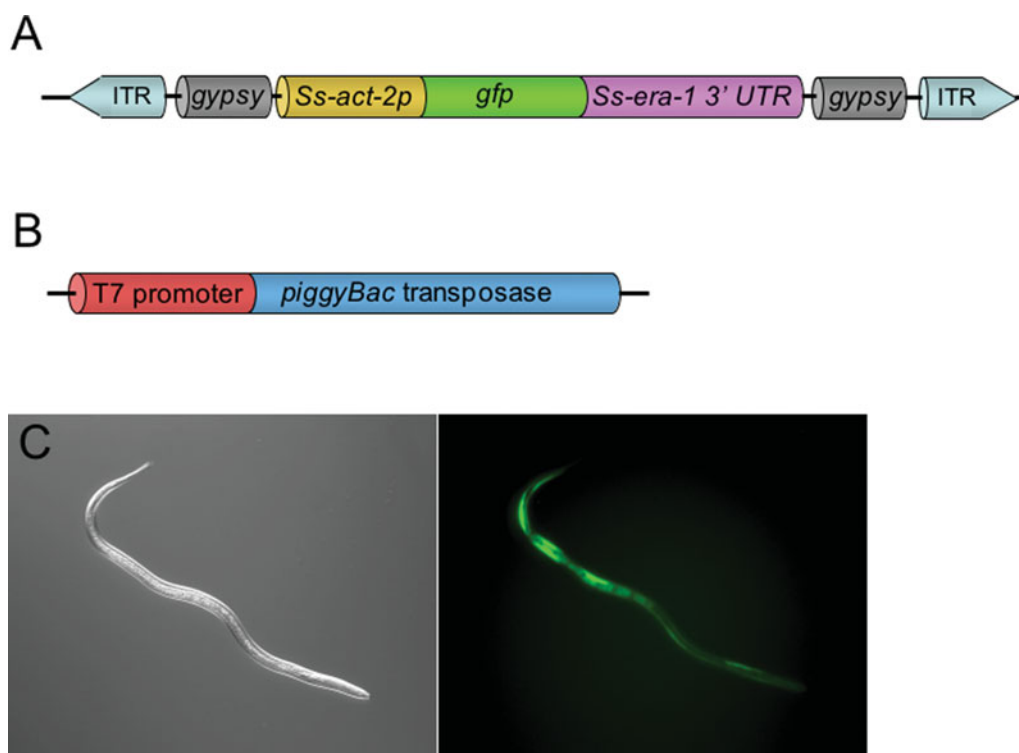 A
ITR gypsy Ss-act-2p gfp Ss-era-1 3' UTR gypsy ITR
B
T7 promoter piggyBac transposase
C